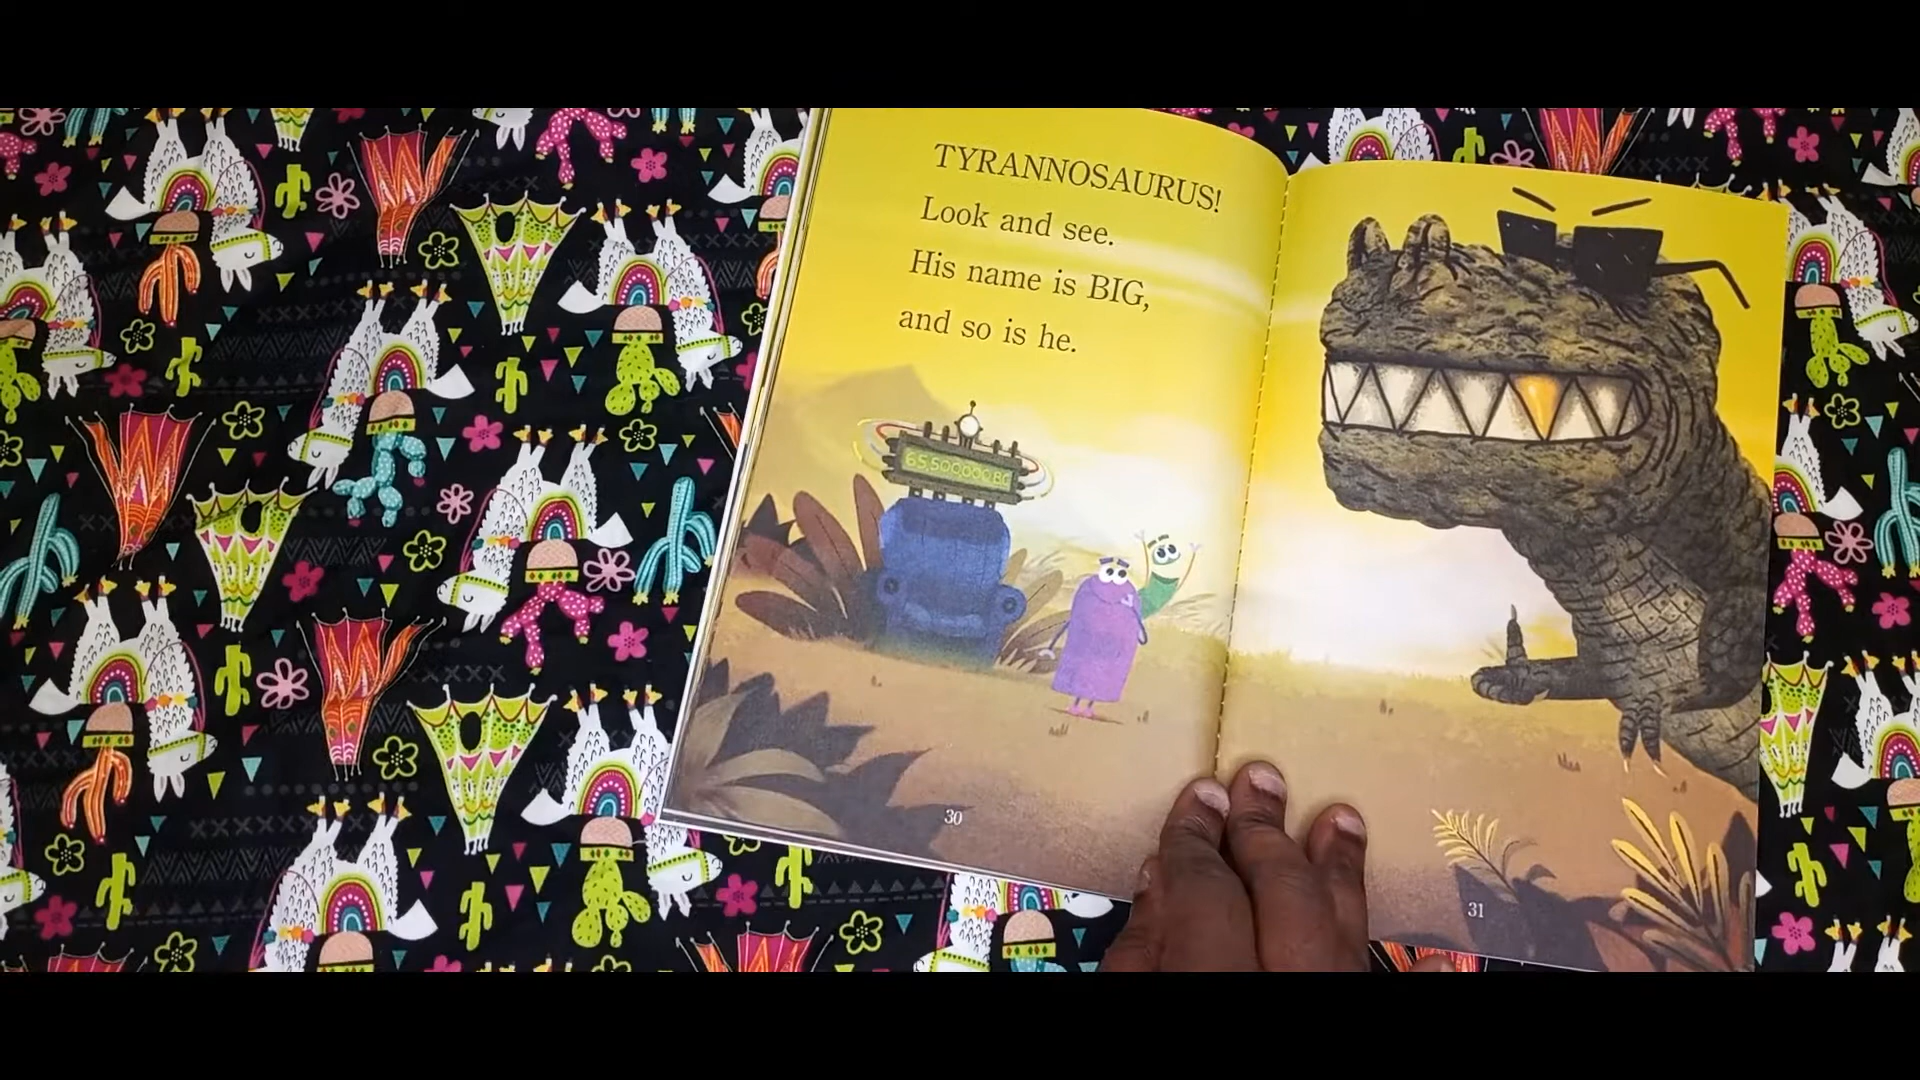 TYRANNOSAURUS!
Look and see.
His name is BIG,
and so is he.
65,500,000 BC
30
31